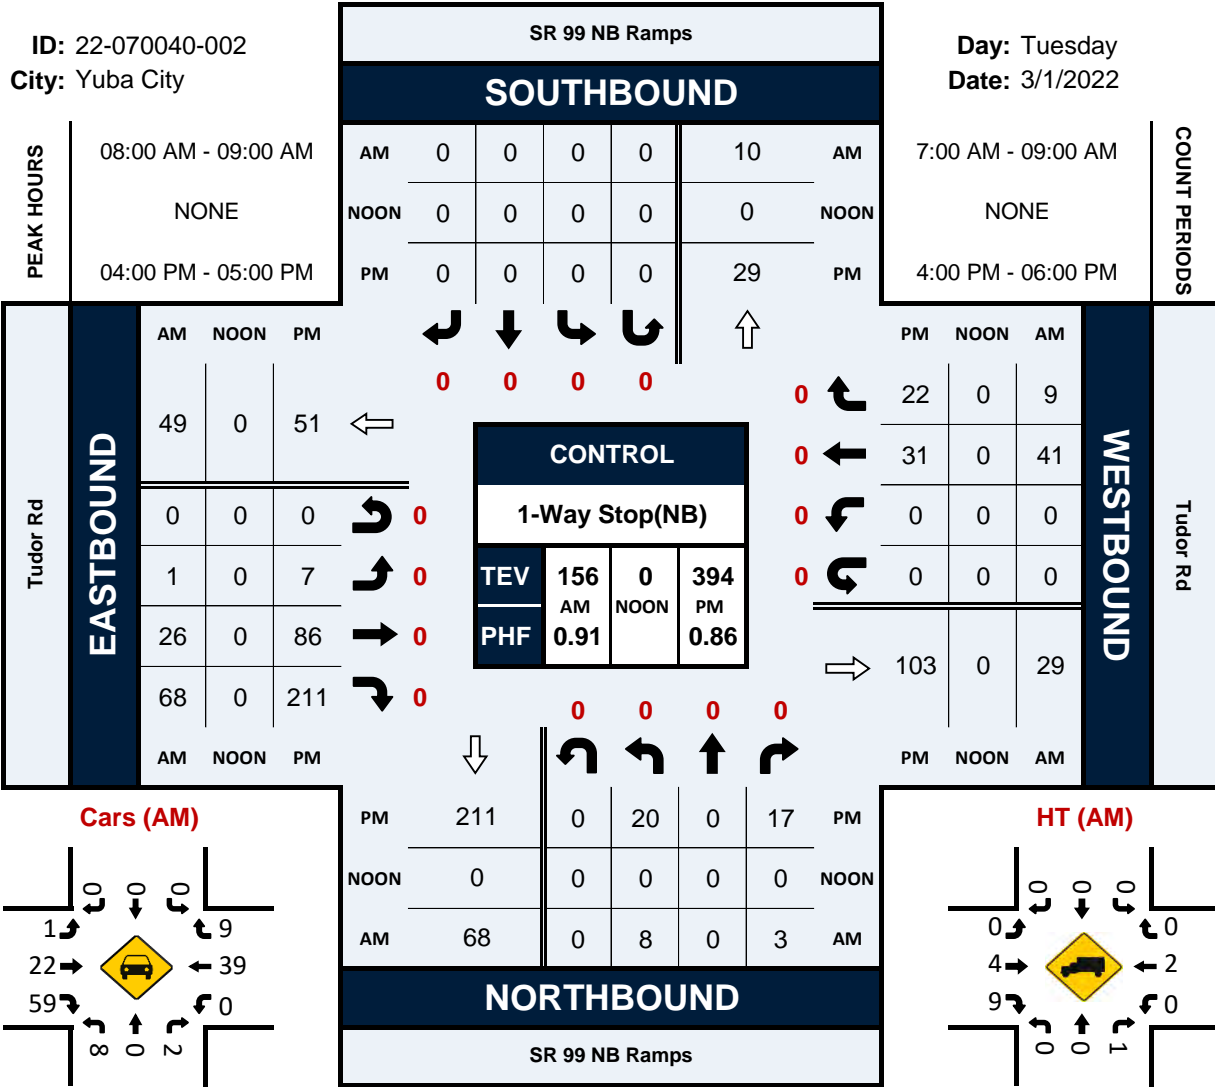 SR 99 NB Ramps
ID: 22-070040-002
Day: Tuesday
City: Yuba City
Date: 3/1/2022
SOUTHBOUND
PEAK HOURS
08:00 AM - 09:00 AM
NONE
04:00 PM - 05:00 PM
AM 0 0 0 0 10 AM
NOON 0 0 0 0 0 NOON
PM 0 0 0 0 29 PM
7:00 AM - 09:00 AM
NONE
4:00 PM - 06:00 PM
COUNT PERIODS
0 0 0 0
Tudor Rd
EASTBOUND
AM NOON PM
49 0 51
0 0 0 0
1 0 7 0
26 0 86 0
68 0 211 0
AM NOON PM
CONTROL
1-Way Stop(NB)
TEV 156 0 394
AM NOON PM
PHF 0.91 0.86
PM NOON AM
0 22 0 9
0 31 0 41
0 0 0 0
0 0 0 0
103 0 29
PM NOON AM
WESTBOUND
Tudor Rd
0 0 0 0
PM 211 0 20 0 17 PM
NOON 0 0 0 0 0 NOON
AM 68 0 8 0 3 AM
NORTHBOUND
SR 99 NB Ramps
Cars (AM)
0 0 0
1 9
22 39
59 0
8 0 2
HT (AM)
0 0 0
0 0
4 2
9 0
0 0 1